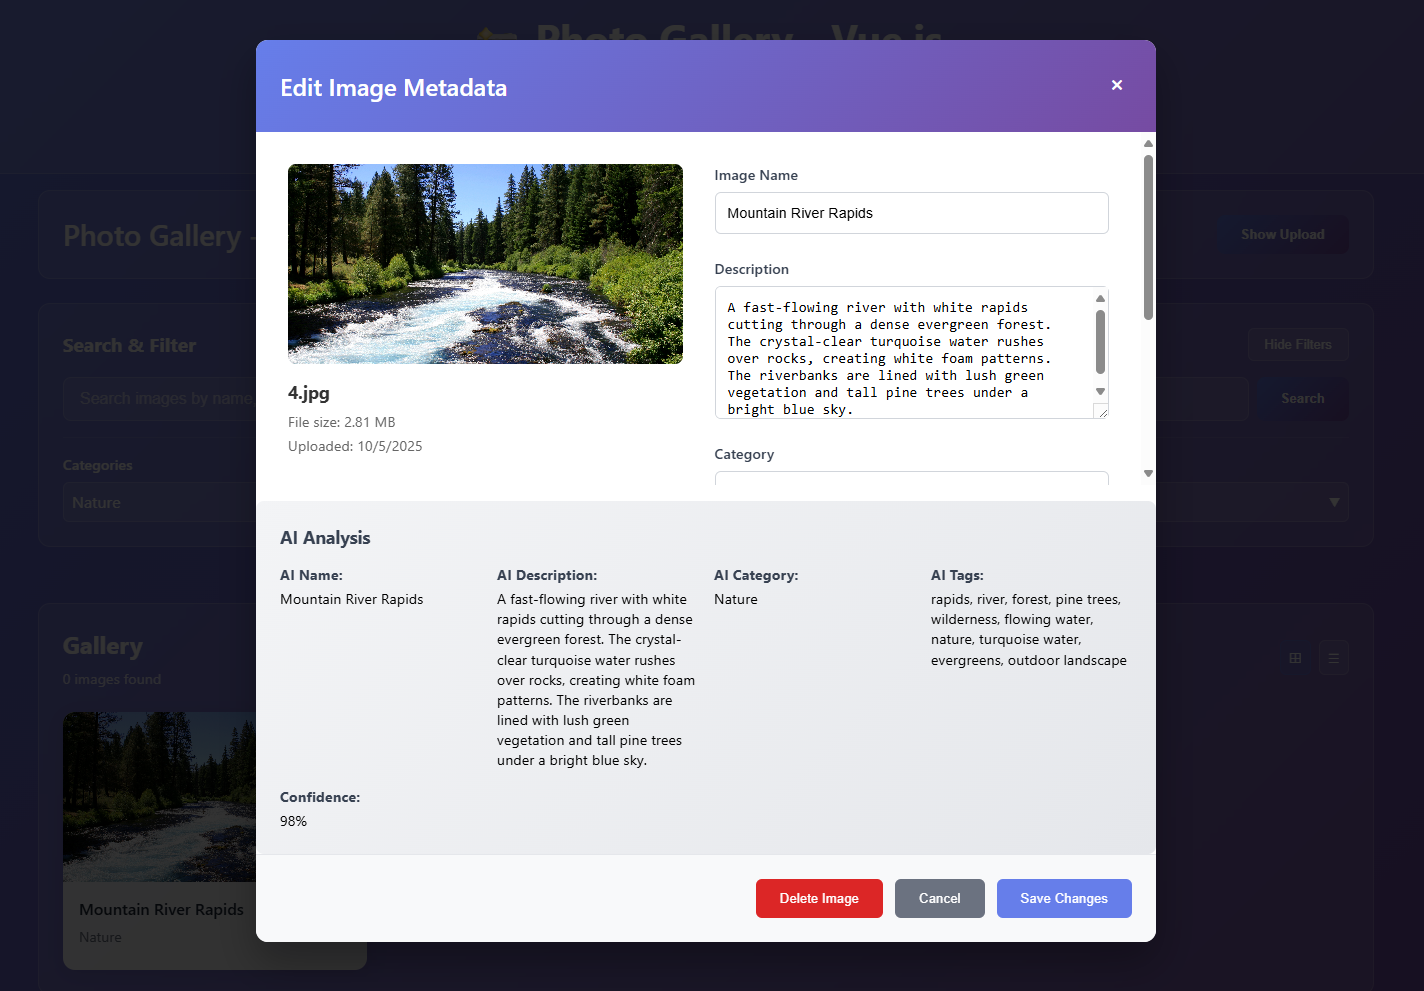 Photo Gallery - Vue.js
Edit Image Metadata
×
Photo Gallery -
Show Upload
Search & Filter
Hide Filters
Search images by name
Search
Categories
Nature
Image Name
Mountain River Rapids
Description
A fast-flowing river with white rapids
cutting through a dense evergreen forest.
The crystal-clear turquoise water rushes
over rocks, creating white foam patterns.
The riverbanks are lined with lush green
vegetation and tall pine trees under a
bright blue sky.
Category
4.jpg
File size: 2.81 MB
Uploaded: 10/5/2025
AI Analysis
AI Name:
Mountain River Rapids
AI Description:
A fast-flowing river with white
rapids cutting through a dense
evergreen forest. The crystal-
clear turquoise water rushes
over rocks, creating white foam
patterns. The riverbanks are
lined with lush green
vegetation and tall pine trees
under a bright blue sky.
AI Category:
Nature
AI Tags:
rapids, river, forest, pine trees,
wilderness, flowing water,
nature, turquoise water,
evergreens, outdoor landscape
Confidence:
98%
Gallery
0 images found
Mountain River Rapids
Nature
Delete Image
Cancel
Save Changes